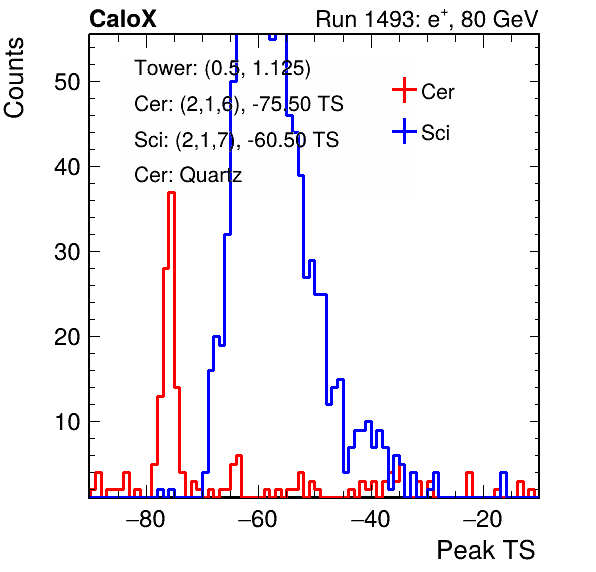 CaloX Run 1493: e+, 80 GeV
Counts
Tower: (0.5, 1.125)
Cer: (2,1,6), -75.50 TS
Sci: (2,1,7), -60.50 TS
Cer: Quartz
Cer
Sci
50
40
30
20
10
−80 −60 −40 −20
Peak TS